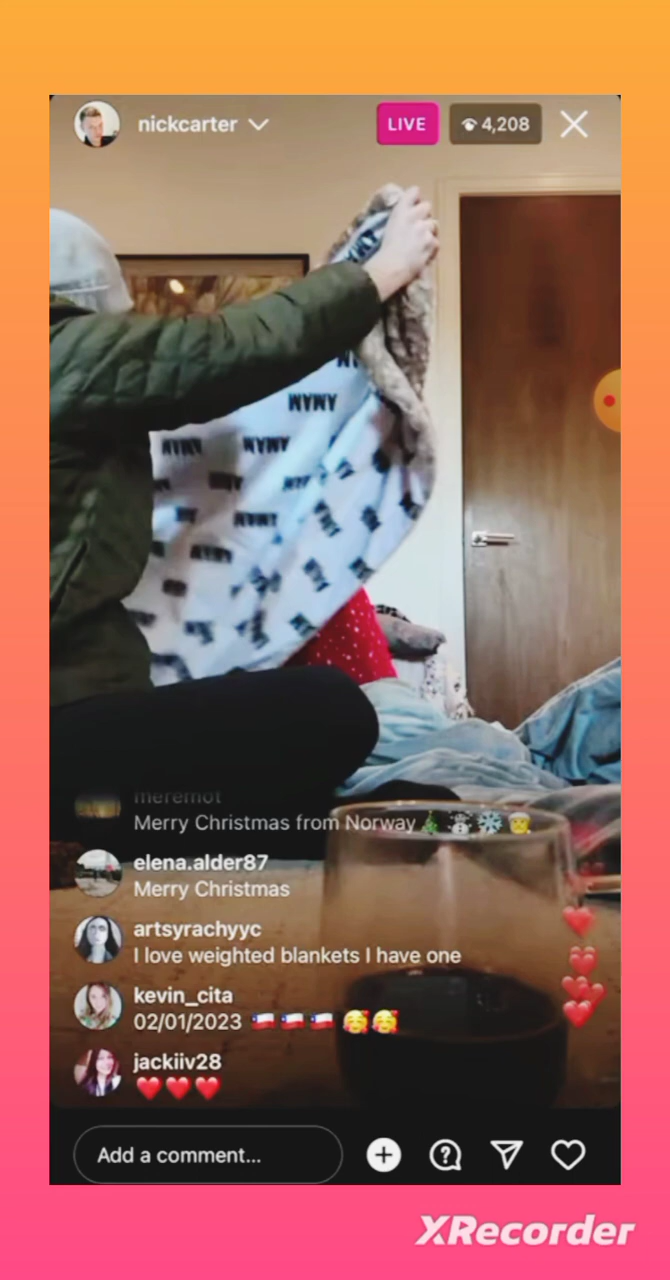 nickcarter
LIVE
4,208
meremot
Merry Christmas from Norway🎄☃️❄️🤶
elena.alder87
Merry Christmas
artsyrachyyc
I love weighted blankets I have one
kevin_cita
02/01/2023 🇨🇱🇨🇱🇨🇱 🥰🥰
jackiiv28
❤️❤️❤️
Add a comment...
XRecorder